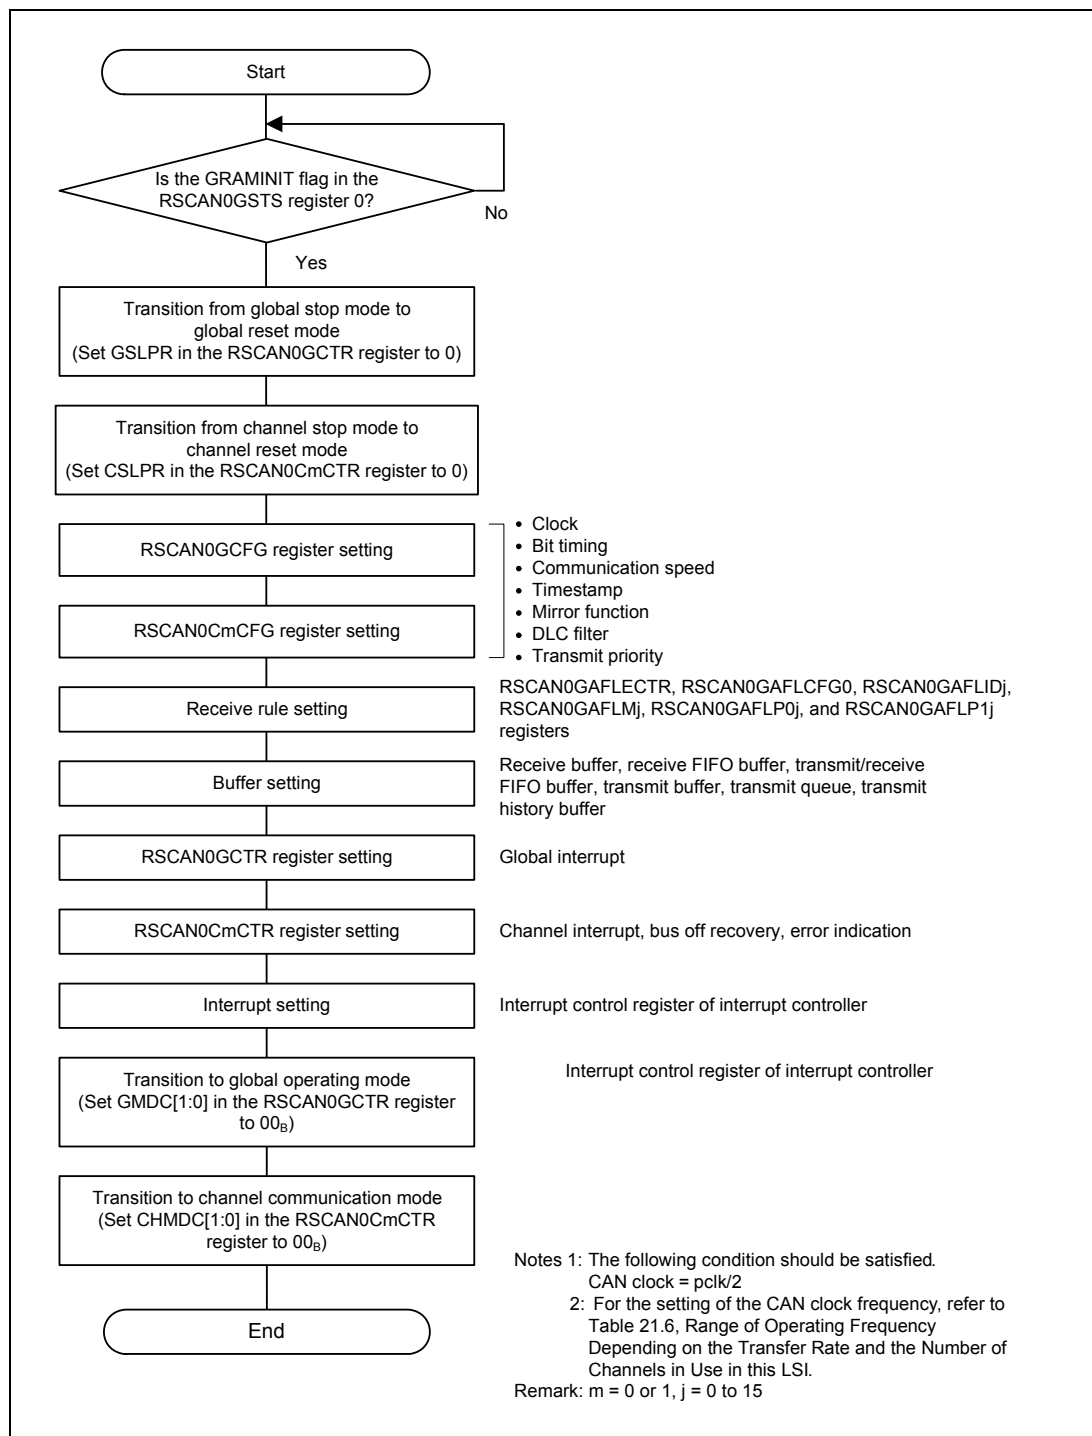 Start
Is the GRAMINIT flag in the
RSCAN0GSTS register 0?
No
Yes
Transition from global stop mode to
global reset mode
(Set GSLPR in the RSCAN0GCTR register to 0)
Transition from channel stop mode to
channel reset mode
(Set CSLPR in the RSCAN0CmCTR register to 0)
RSCAN0GCFG register setting
RSCAN0CmCFG register setting
• Clock
• Bit timing
• Communication speed
• Timestamp
• Mirror function
• DLC filter
• Transmit priority
Receive rule setting
RSCAN0GAFLECTR, RSCAN0GAFLCFG0, RSCAN0GAFLIDj,
RSCAN0GAFLMj, RSCAN0GAFLP0j, and RSCAN0GAFLP1j
registers
Buffer setting
Receive buffer, receive FIFO buffer, transmit/receive
FIFO buffer, transmit buffer, transmit queue, transmit
history buffer
RSCAN0GCTR register setting
Global interrupt
RSCAN0CmCTR register setting
Channel interrupt, bus off recovery, error indication
Interrupt setting
Interrupt control register of interrupt controller
Transition to global operating mode
(Set GMDC[1:0] in the RSCAN0GCTR register
to 00B)
Interrupt control register of interrupt controller
Transition to channel communication mode
(Set CHMDC[1:0] in the RSCAN0CmCTR
register to 00B)
End
Notes 1: The following condition should be satisfied.
CAN clock = pclk/2
2: For the setting of the CAN clock frequency, refer to
Table 21.6, Range of Operating Frequency
Depending on the Transfer Rate and the Number of
Channels in Use in this LSI.
Remark: m = 0 or 1, j = 0 to 15